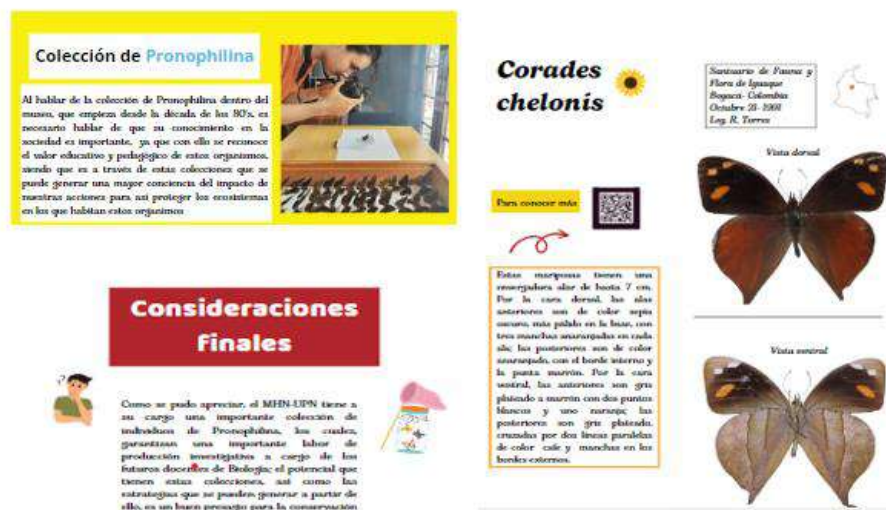 Colección de Pronophilina
Al hablar de la colección de Pronophilina dentro del
museo, que empieza desde la década de los 80's, es
necesario hablar de que su conocimiento en la
sociedad es importante, ya que con ello se reconoce
el valor educativo y pedagógico de estos organismos,
siendo que es a través de estas colecciones que se
puede generar una mayor conciencia del impacto de
nuestras acciones para así proteger los ecosistemas
en los que habitan estos organismos
Consideraciones
finales
Como se pudo apreciar, el MHN-UPN tiene a
su cargo una importante colección de
individuos de Pronophilina, los cuales,
garantizan una importante labor de
producción investigativa a cargo de los
futuros docentes de Biología; el potencial que
tienen estas colecciones, así como las
estrategias que se pueden generar a partir de
ello, es un buen presagio para la conservación
Corades
chelonis
Santuario de Fauna y
Flora de Iguaque
Boyacá- Colombia
Octubre
Leg. R. Torres
Vista dorsal
Para conocer más
Estas mariposas tienen una
envergadura alar de hasta 7 cm.
Por la cara dorsal, las alas
anteriores son de color sepia
oscuro, más pálido en la base, con
tres manchas anaranjadas en cada
ala; las posteriores son de color
anaranjado, con el borde interno y
la punta marrón. Por la cara
ventral, las anteriores son gris
plateado a marrón con dos puntos
blancos y uno naranja; las
posteriores son gris plateado,
cruzadas por dos líneas paralelas
de color café y manchas en los
bordes externos.
Vista ventral